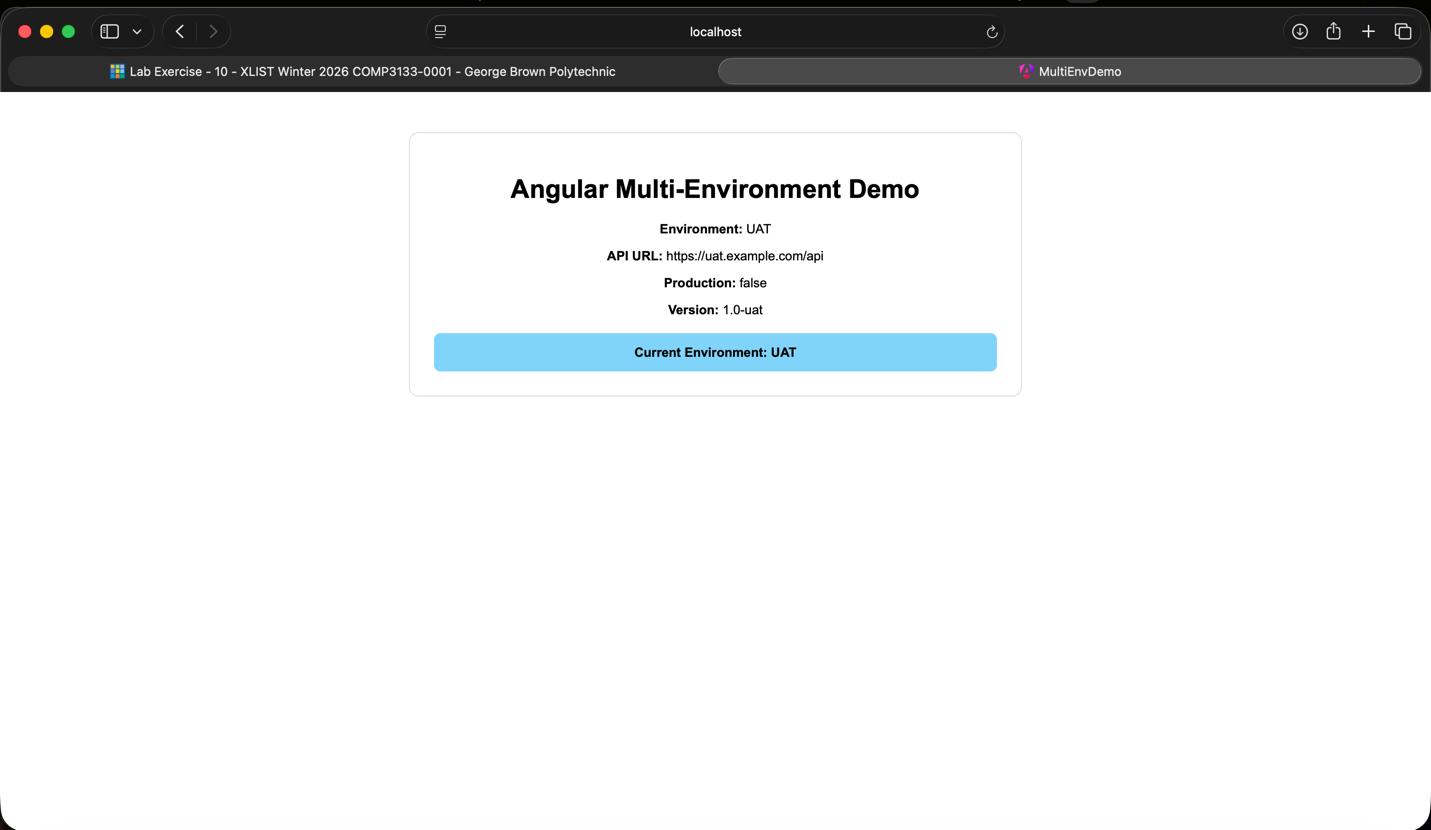 localhost
Lab Exercise - 10 - XLIST Winter 2026 COMP3133-0001 - George Brown Polytechnic
MultiEnvDemo
Angular Multi-Environment Demo
Environment: UAT
API URL: https://uat.example.com/api
Production: false
Version: 1.0-uat
Current Environment: UAT